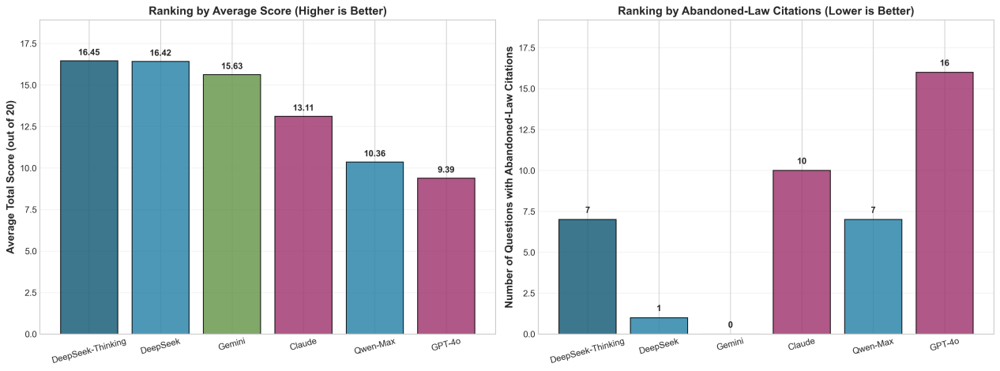 Ranking by Average Score (Higher is Better)
Average Total Score (out of 20)
17.5
15.0
12.5
10.0
7.5
5.0
2.5
0.0
16.45
16.42
15.63
13.11
10.36
9.39
DeepSeek-Thinking
DeepSeek
Gemini
Claude
Qwen-Max
GPT-4o
Ranking by Abandoned-Law Citations (Lower is Better)
Number of Questions with Abandoned-Law Citations
17.5
15.0
12.5
10.0
7.5
5.0
2.5
0.0
7
1
0
10
7
16
DeepSeek-Thinking
DeepSeek
Gemini
Claude
Qwen-Max
GPT-4o